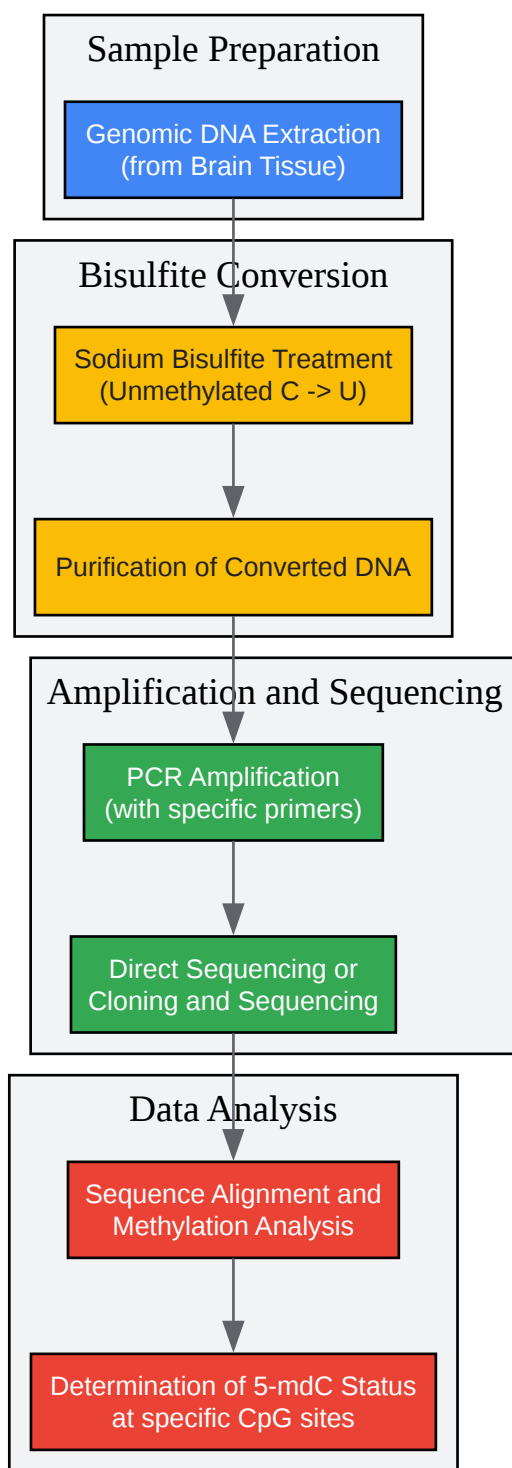 Sample Preparation
Genomic DNA Extraction
(from Brain Tissue)
Bisulfite Conversion
Sodium Bisulfite Treatment
(Unmethylated C -> U)
Purification of Converted DNA
Amplification and Sequencing
PCR Amplification
(with specific primers)
Direct Sequencing or
Cloning and Sequencing
Data Analysis
Sequence Alignment and
Methylation Analysis
Determination of 5-mdC Status
at specific CpG sites